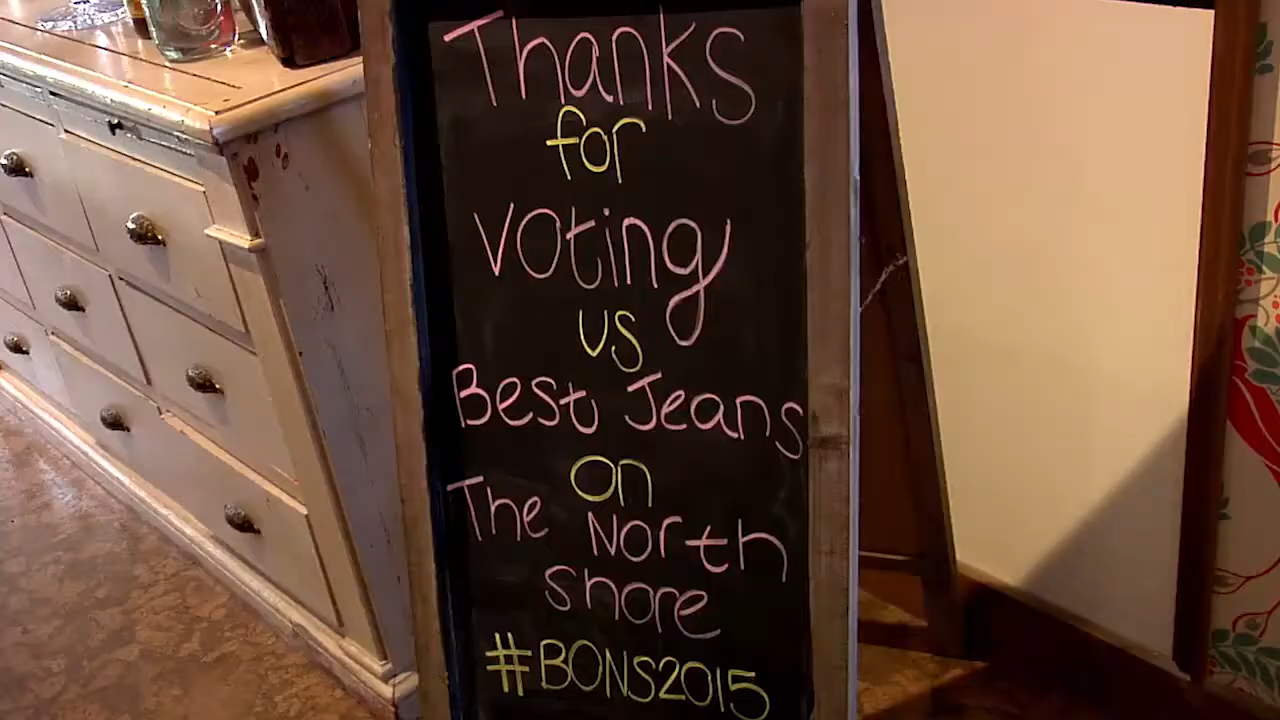 Thanks
for
voting
us
Best Jeans
on
The North
shore
#BONS2015